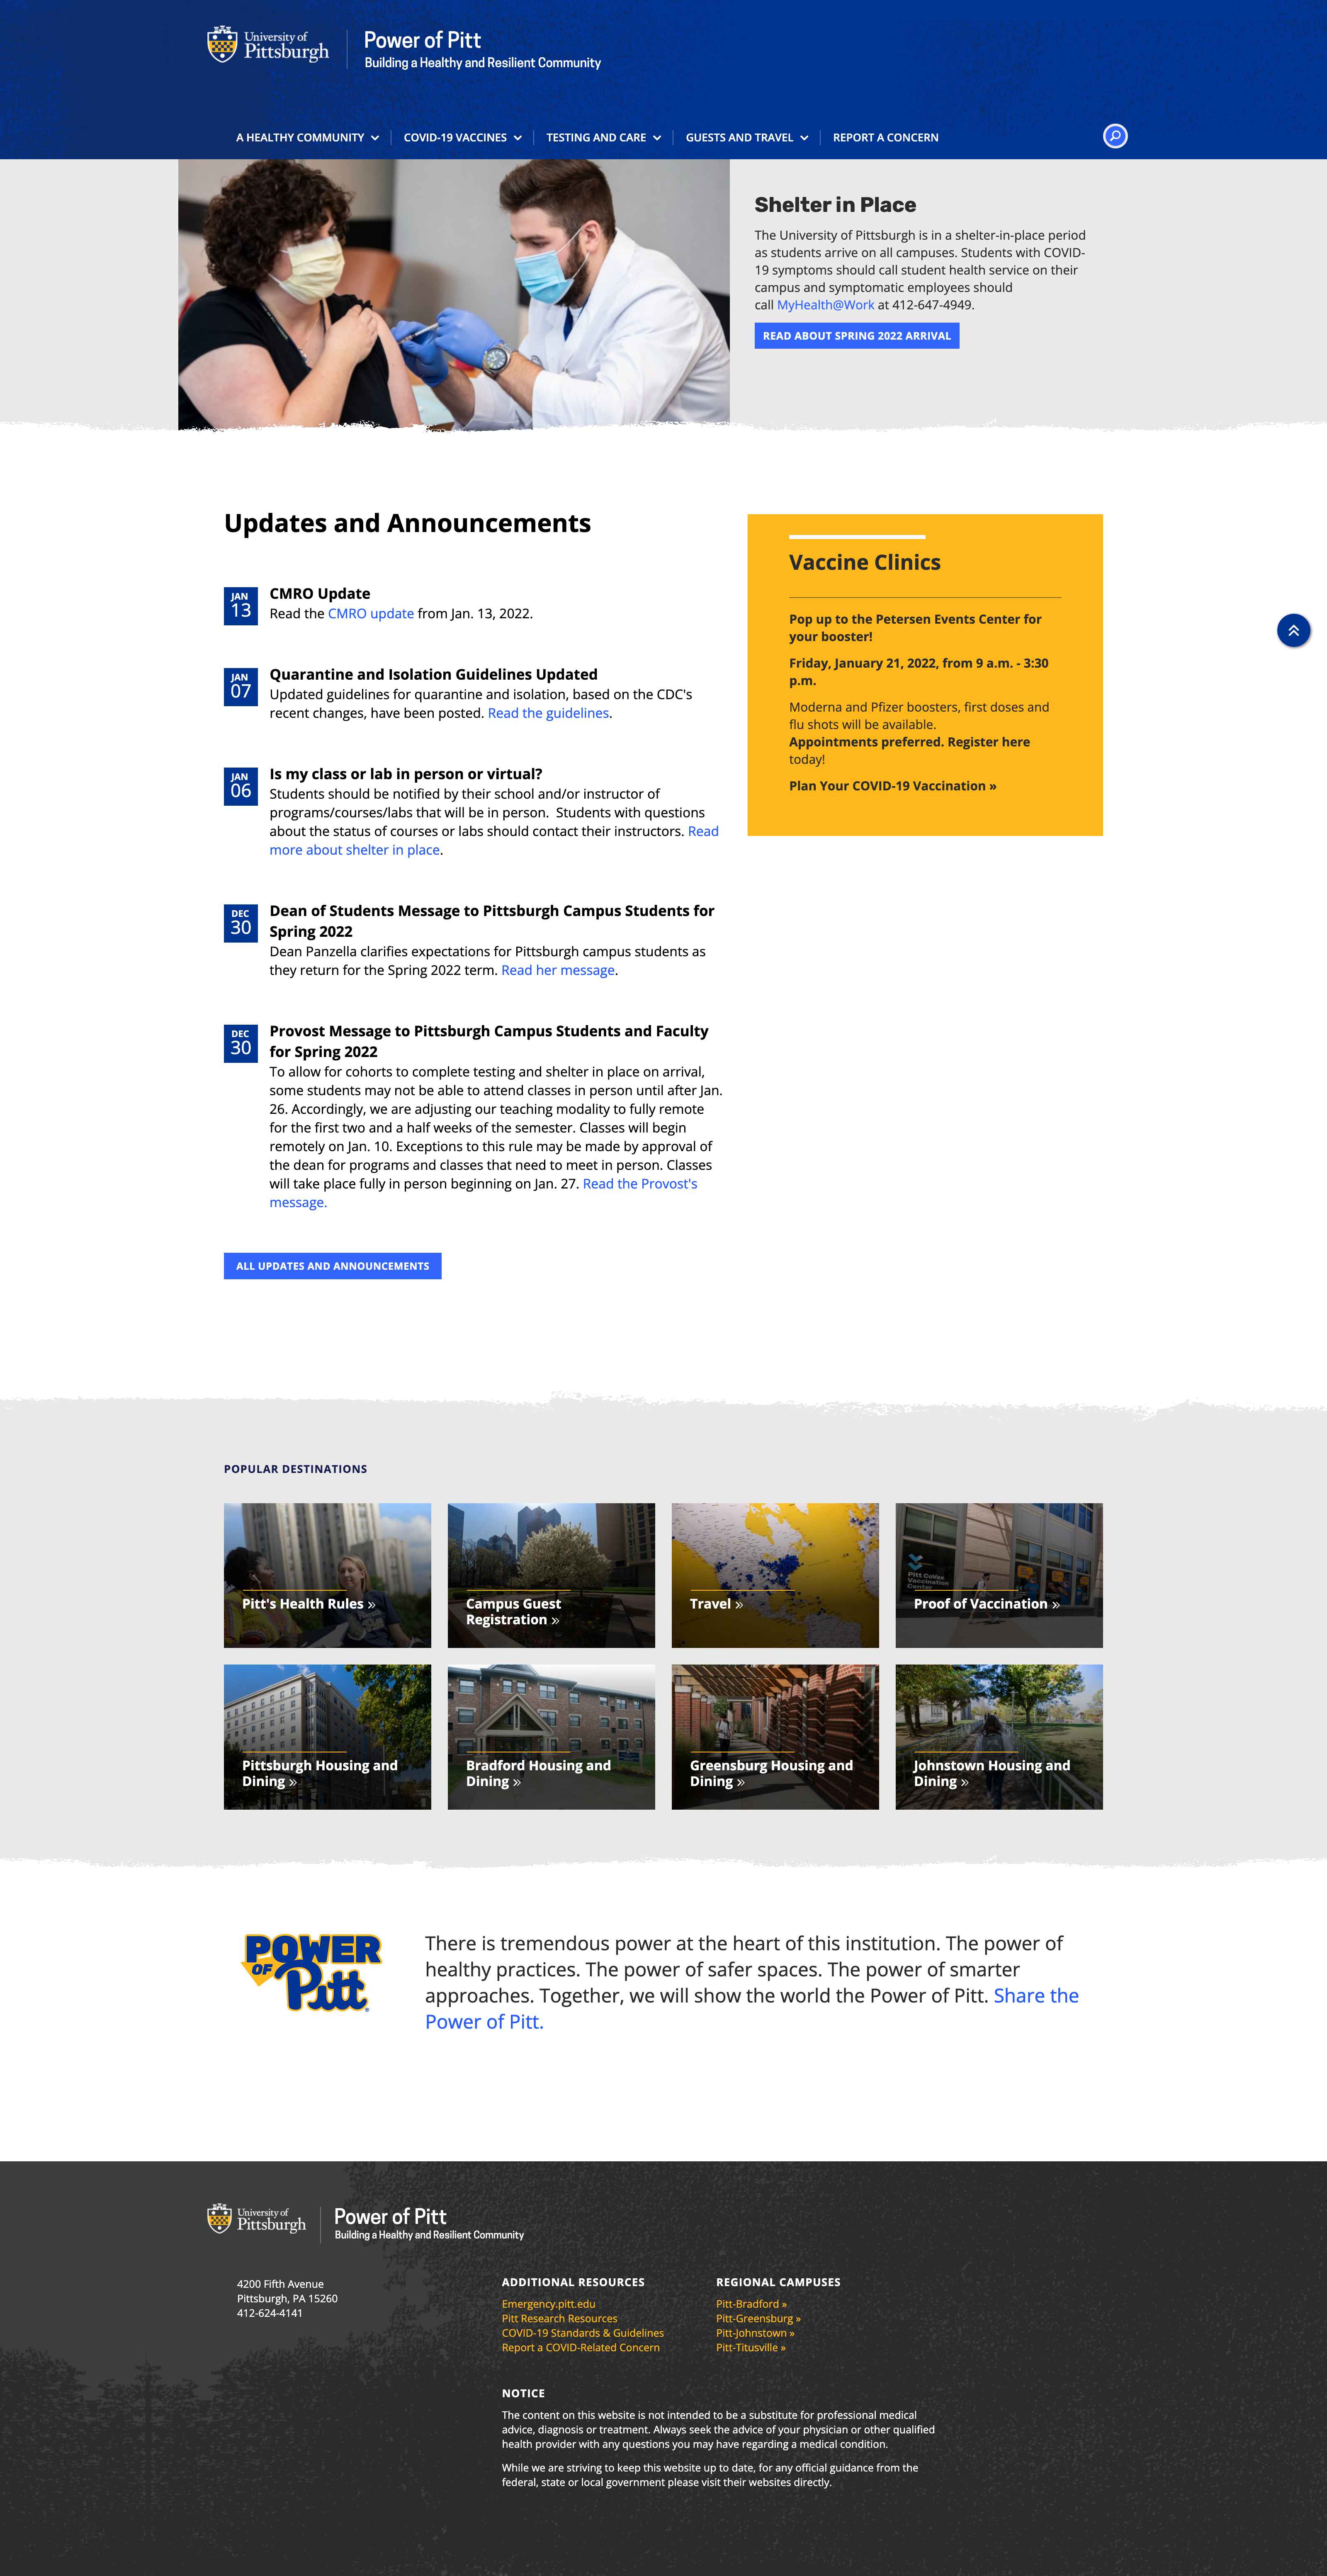 University of
Pittsburgh
Power of Pitt
Building a Healthy and Resilient Community
A HEALTHY COMMUNITY
COVID-19 VACCINES
TESTING AND CARE
GUESTS AND TRAVEL
REPORT A CONCERN
Shelter in Place
The University of Pittsburgh is in a shelter-in-place period
as students arrive on all campuses. Students with COVID-
19 symptoms should call student health service on their
campus and symptomatic employees should
call MyHealth@Work at 412-647-4949.
READ ABOUT SPRING 2022 ARRIVAL
Updates and Announcements
JAN
13
CMRO Update
Read the CMRO update from Jan. 13, 2022.
JAN
07
Quarantine and Isolation Guidelines Updated
Updated guidelines for quarantine and isolation, based on the CDC's
recent changes, have been posted. Read the guidelines.
JAN
06
Is my class or lab in person or virtual?
Students should be notified by their school and/or instructor of
programs/courses/labs that will be in person.  Students with questions
about the status of courses or labs should contact their instructors. Read
more about shelter in place.
DEC
30
Dean of Students Message to Pittsburgh Campus Students for
Spring 2022
Dean Panzella clarifies expectations for Pittsburgh campus students as
they return for the Spring 2022 term. Read her message.
DEC
30
Provost Message to Pittsburgh Campus Students and Faculty
for Spring 2022
To allow for cohorts to complete testing and shelter in place on arrival,
some students may not be able to attend classes in person until after Jan.
26. Accordingly, we are adjusting our teaching modality to fully remote
for the first two and a half weeks of the semester. Classes will begin
remotely on Jan. 10. Exceptions to this rule may be made by approval of
the dean for programs and classes that need to meet in person. Classes
will take place fully in person beginning on Jan. 27. Read the Provost's
message.
ALL UPDATES AND ANNOUNCEMENTS
Vaccine Clinics
Pop up to the Petersen Events Center for
your booster!
Friday, January 21, 2022, from 9 a.m. - 3:30
p.m.
Moderna and Pfizer boosters, first doses and
flu shots will be available.
Appointments preferred. Register here
today!
Plan Your COVID-19 Vaccination »
POPULAR DESTINATIONS
Pitt's Health Rules »
Campus Guest
Registration »
Travel »
Pitt CoVax
Vaccination
Center
Proof of Vaccination »
Pittsburgh Housing and
Dining »
Bradford Housing and
Dining »
Greensburg Housing and
Dining »
Johnstown Housing and
Dining »
POWER
OF
Pitt
®
There is tremendous power at the heart of this institution. The power of
healthy practices. The power of safer spaces. The power of smarter
approaches. Together, we will show the world the Power of Pitt. Share the
Power of Pitt.
University of
Pittsburgh
Power of Pitt
Building a Healthy and Resilient Community
4200 Fifth Avenue
Pittsburgh, PA 15260
412-624-4141
ADDITIONAL RESOURCES
Emergency.pitt.edu
Pitt Research Resources
COVID-19 Standards & Guidelines
Report a COVID-Related Concern
REGIONAL CAMPUSES
Pitt-Bradford »
Pitt-Greensburg »
Pitt-Johnstown »
Pitt-Titusville »
NOTICE
The content on this website is not intended to be a substitute for professional medical
advice, diagnosis or treatment. Always seek the advice of your physician or other qualified
health provider with any questions you may have regarding a medical condition.
While we are striving to keep this website up to date, for any official guidance from the
federal, state or local government please visit their websites directly.